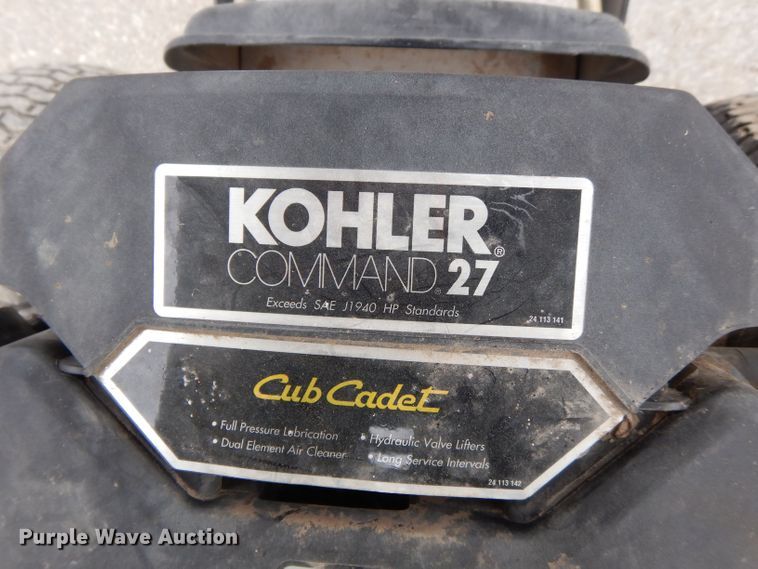 KOHLER®
COMMAND® 27
Exceeds SAE J1940 HP Standards
24 113 141
Cub Cadet
• Full Pressure Lubrication • Hydraulic Valve Lifters
• Dual Element Air Cleaner • Long Service Intervals
24 113 142
Purple Wave Auction®